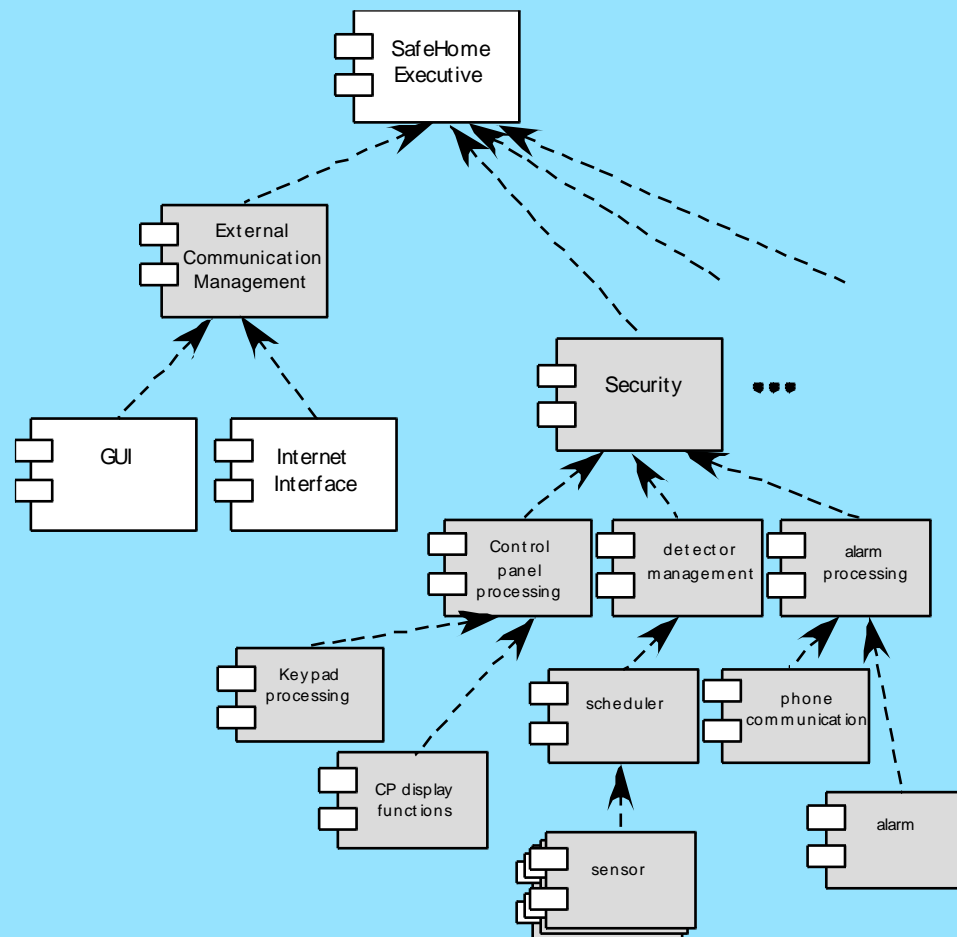 SafeHome
Executive
External
Communication
Management
Security
GUI
Internet
Interface
Control
panel
processing
detector
management
alarm
processing
Keypad
processing
scheduler
phone
communication
CP display
functions
alarm
sensor